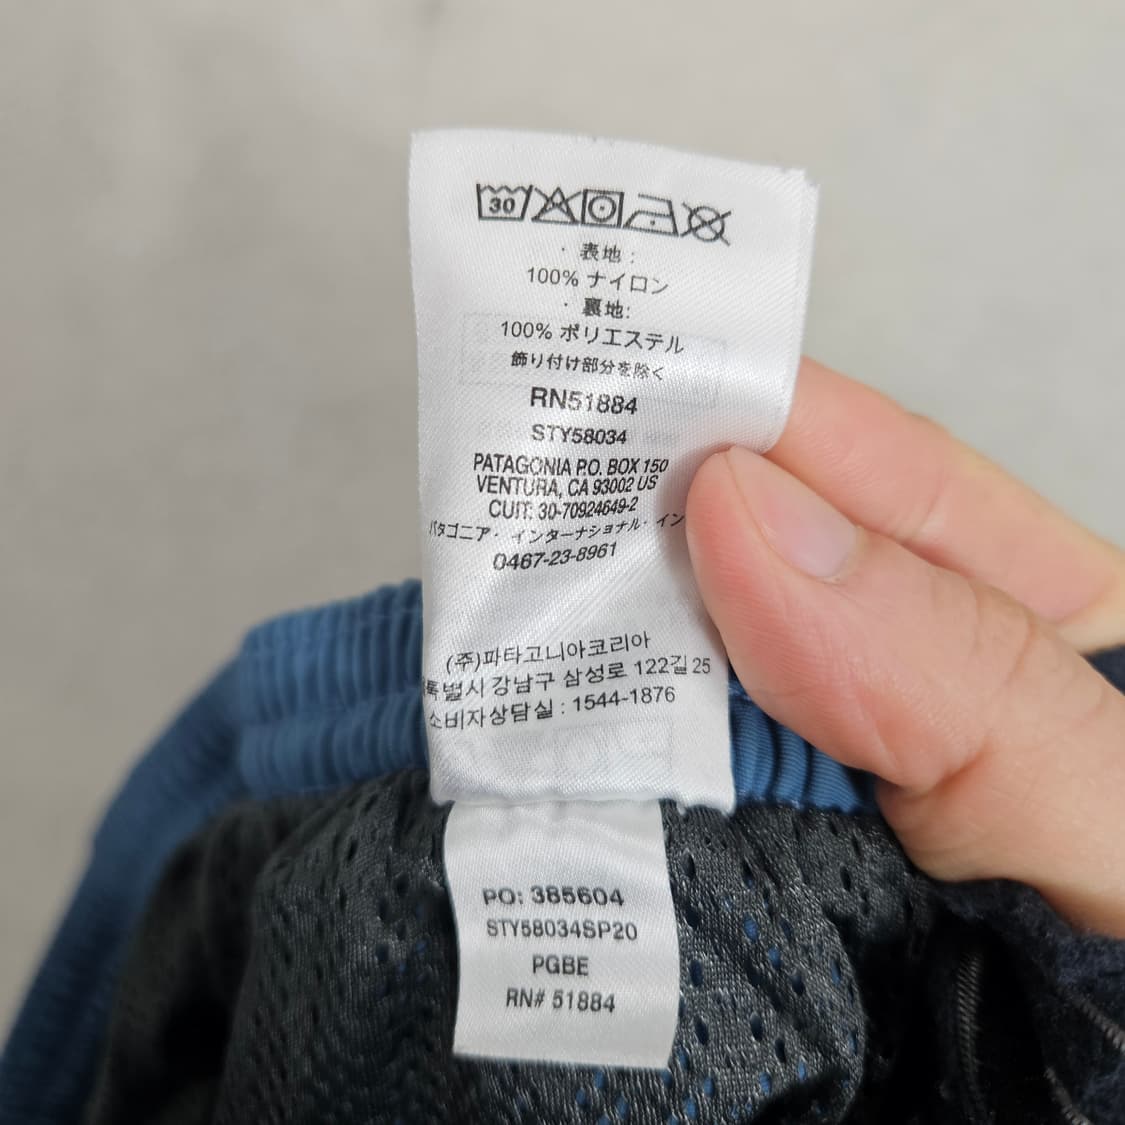 30
・表地:
100% ナイロン
・裏地:
100% ポリエステル
飾り付け部分を除く
RN51884
STY58034
PATAGONIA P.O. BOX 150
VENTURA, CA 93002 US
CUIT: 30-70924649-2
パタゴニア・インターナショナル・イン
0467-23-8961
(주)파타고니아코리아
특별시 강남구 삼성로 122길 25
소비자상담실 : 1544-1876
PO: 385604
STY58034SP20
PGBE
RN# 51884